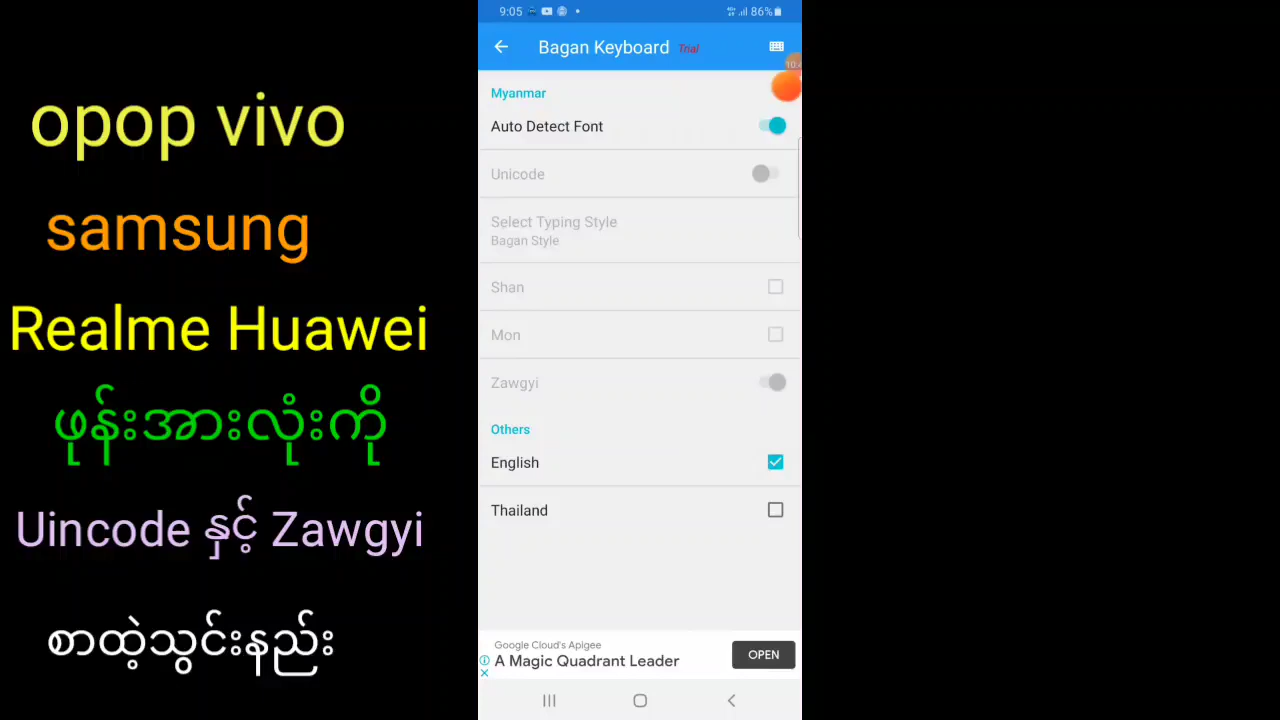 opop vivo
samsung
Realme Huawei
ဖုန်းအားလုံးကို
Uincode နှင့် Zawgyi
စာထဲ့သွင်းနည်း
9:05
86%
Bagan Keyboard Trial
10:4
Myanmar
Auto Detect Font
Unicode
Select Typing Style
Bagan Style
Shan
Mon
Zawgyi
Others
English
Thailand
Google Cloud's Apigee
A Magic Quadrant Leader
OPEN